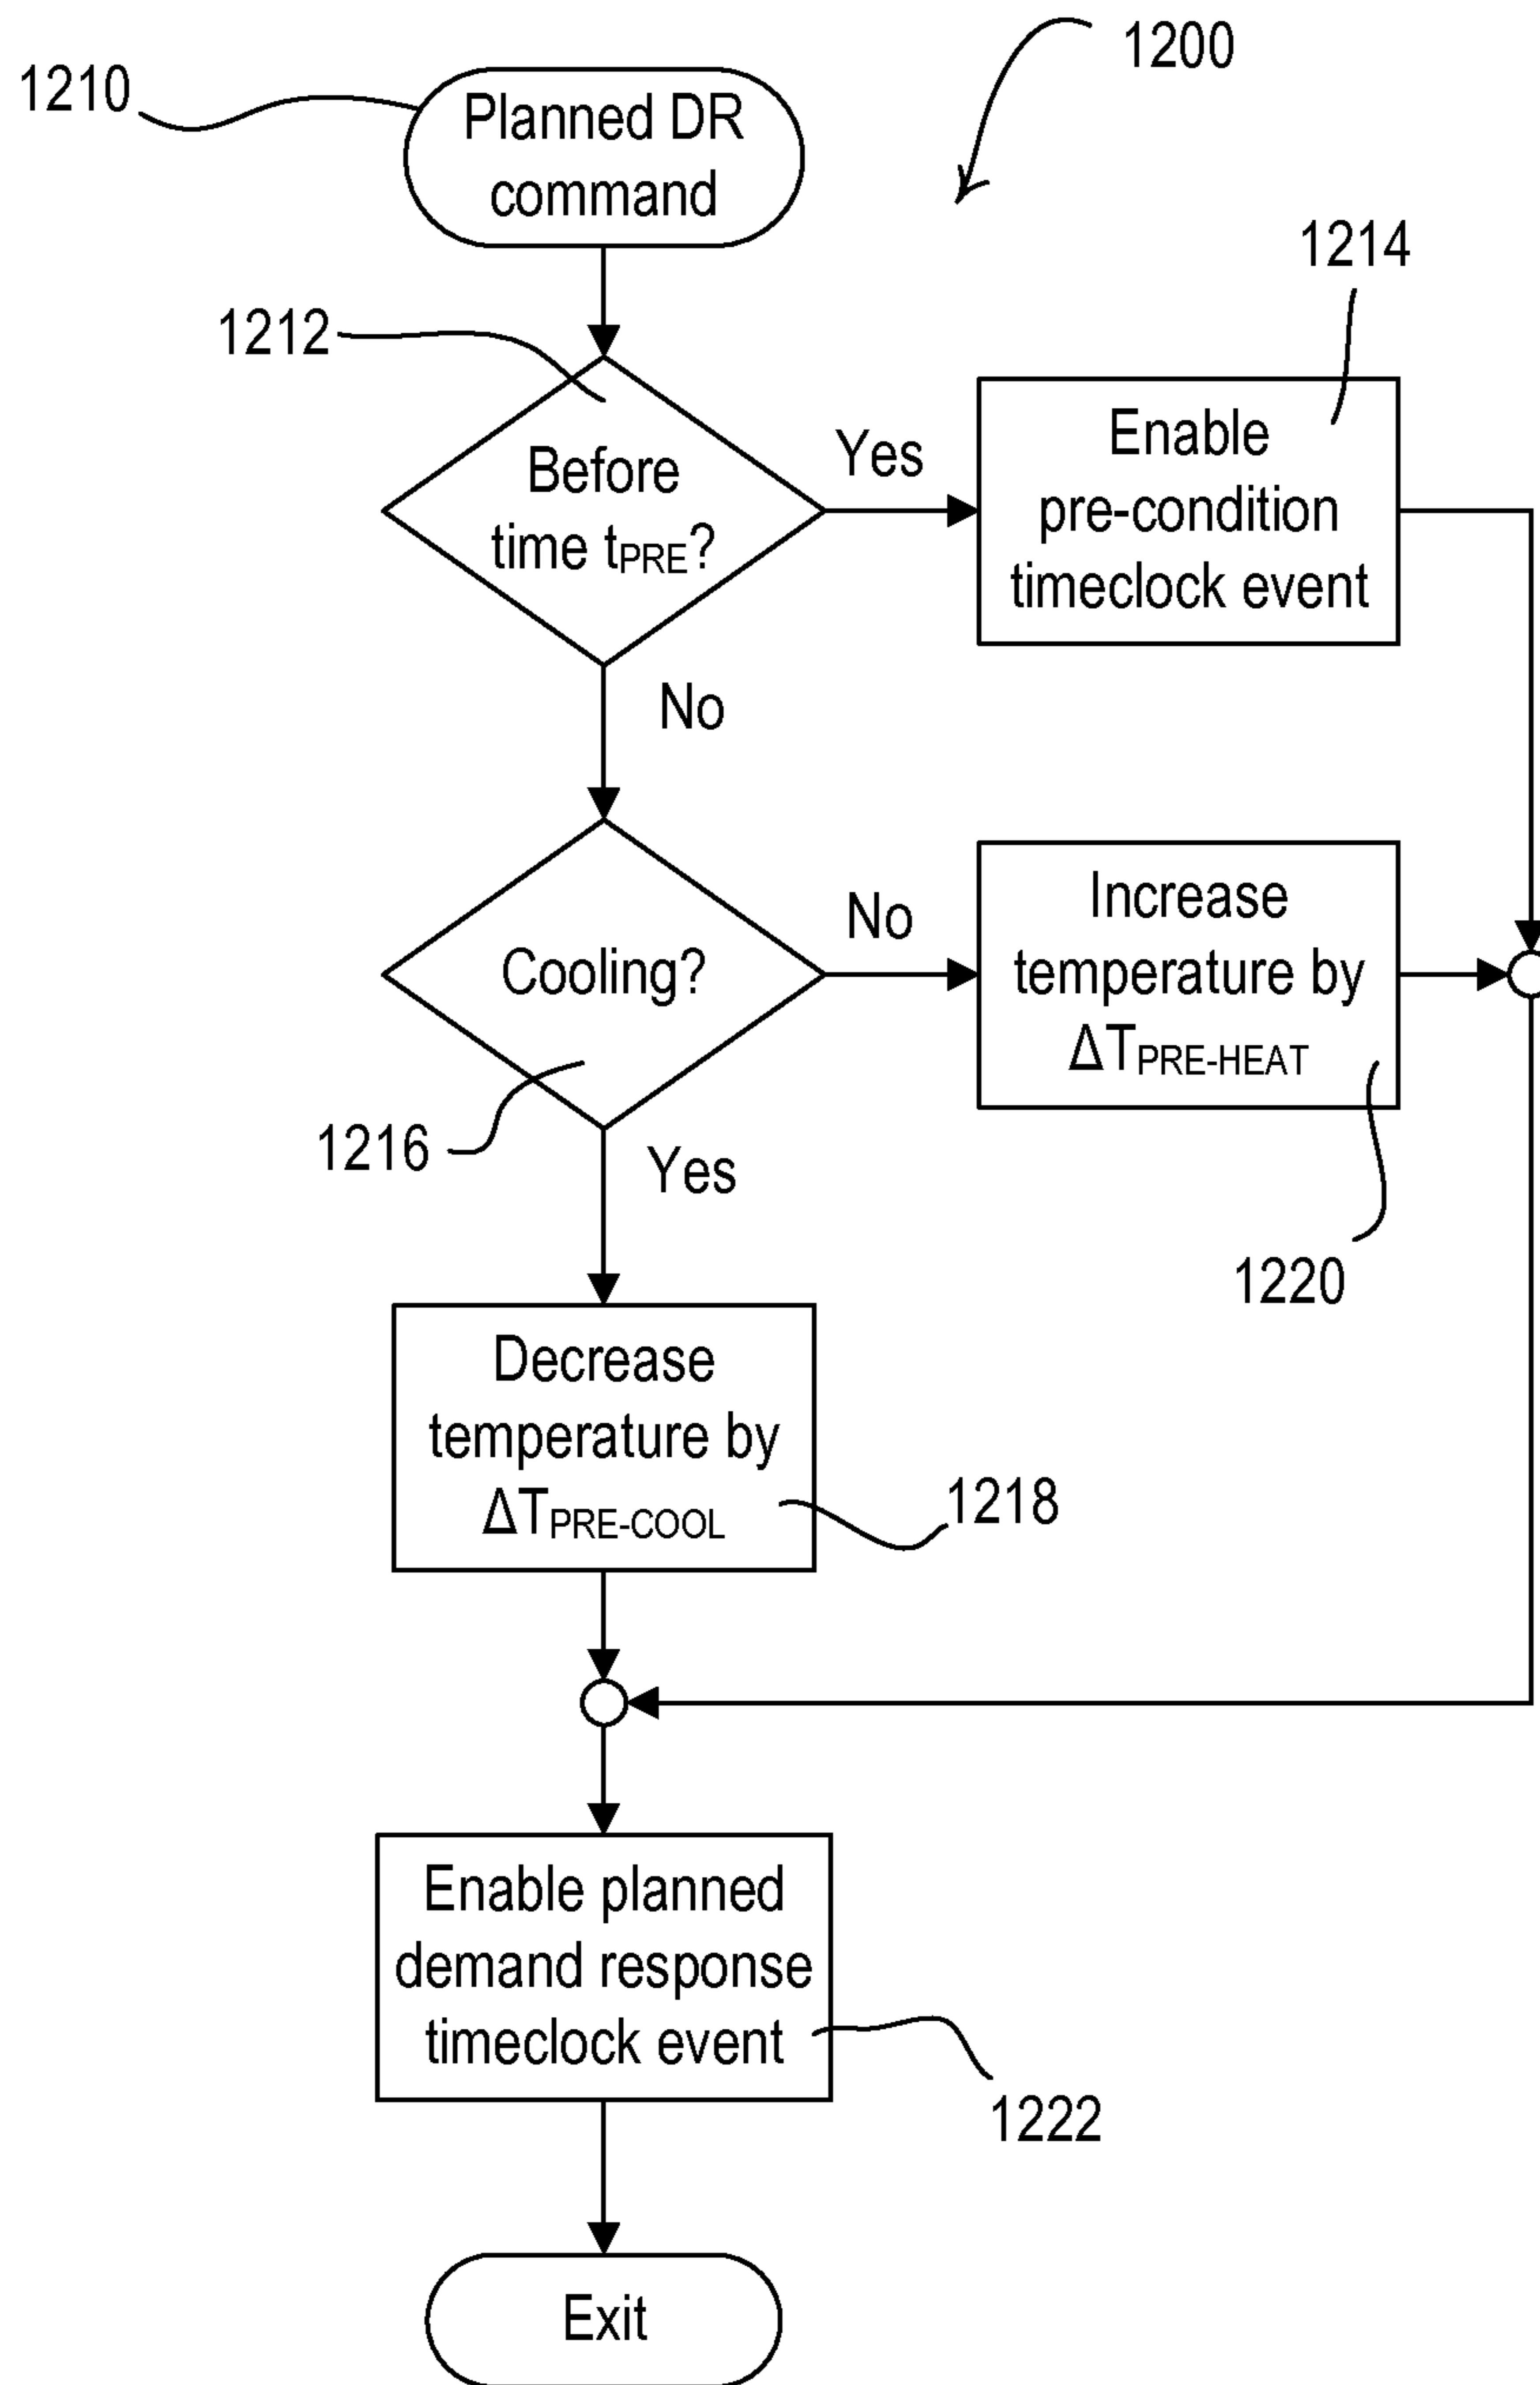 1200
1210
Planned DR
command
1214
1212
Before
time tPRE?
Yes
Enable
pre-condition
timeclock event
No
Cooling?
No
Increase
temperature by
ΔTPRE-HEAT
1216
Yes
1220
Decrease
temperature by
ΔTPRE-COOL
1218
Enable planned
demand response
timeclock event
1222
Exit